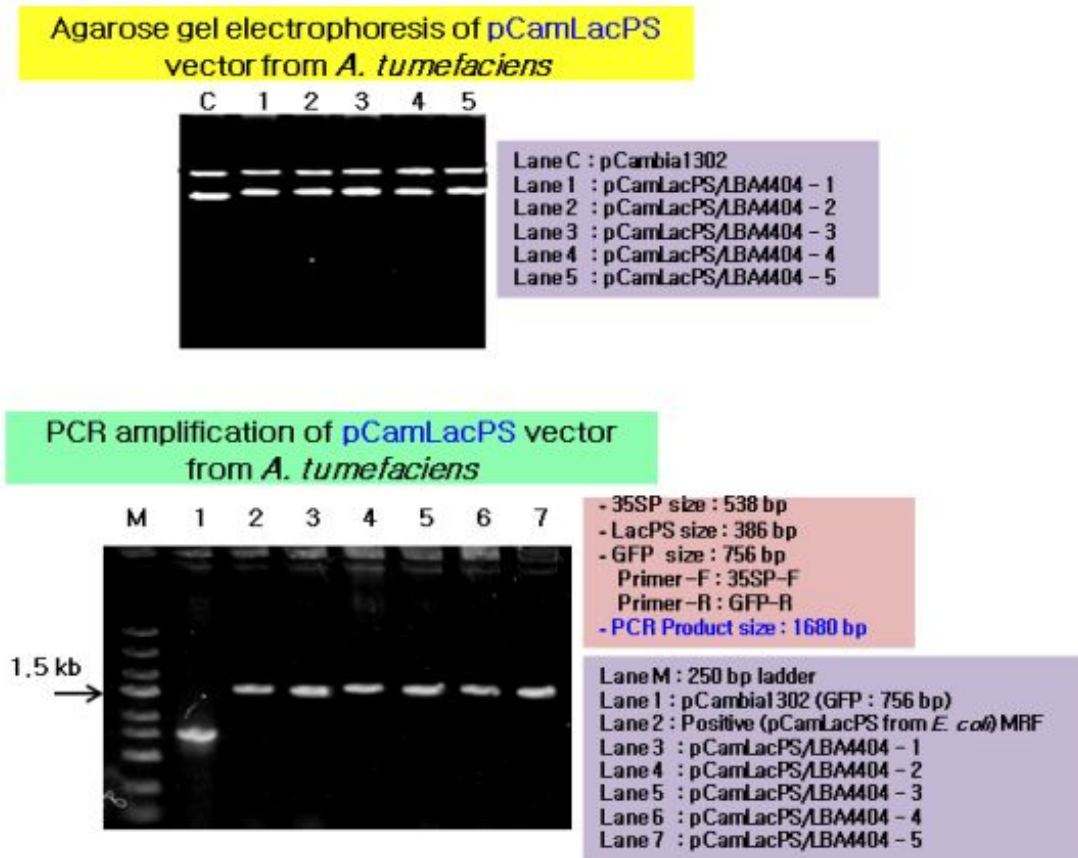 Agarose gel electrophoresis of pCamLacPS
vector from A. tumefaciens
C 1 2 3 4 5
Lane C : pCambia1302
Lane 1 : pCamLacPS/LBA4404 - 1
Lane 2 : pCamLacPS/LBA4404 - 2
Lane 3 : pCamLacPS/LBA4404 - 3
Lane 4 : pCamLacPS/LBA4404 - 4
Lane 5 : pCamLacPS/LBA4404 - 5
PCR amplification of pCamLacPS vector
from A. tumefaciens
M 1 2 3 4 5 6 7
1.5 kb
- 35SP size : 538 bp
- LacPS size : 386 bp
- GFP size : 756 bp
Primer-F : 35SP-F
Primer-R : GFP-R
- PCR Product size : 1680 bp
Lane M : 250 bp ladder
Lane 1 : pCambia1302 (GFP : 756 bp)
Lane 2 : Positive (pCamLacPS from E. coli) MRF
Lane 3 : pCamLacPS/LBA4404 - 1
Lane 4 : pCamLacPS/LBA4404 - 2
Lane 5 : pCamLacPS/LBA4404 - 3
Lane 6 : pCamLacPS/LBA4404 - 4
Lane 7 : pCamLacPS/LBA4404 - 5